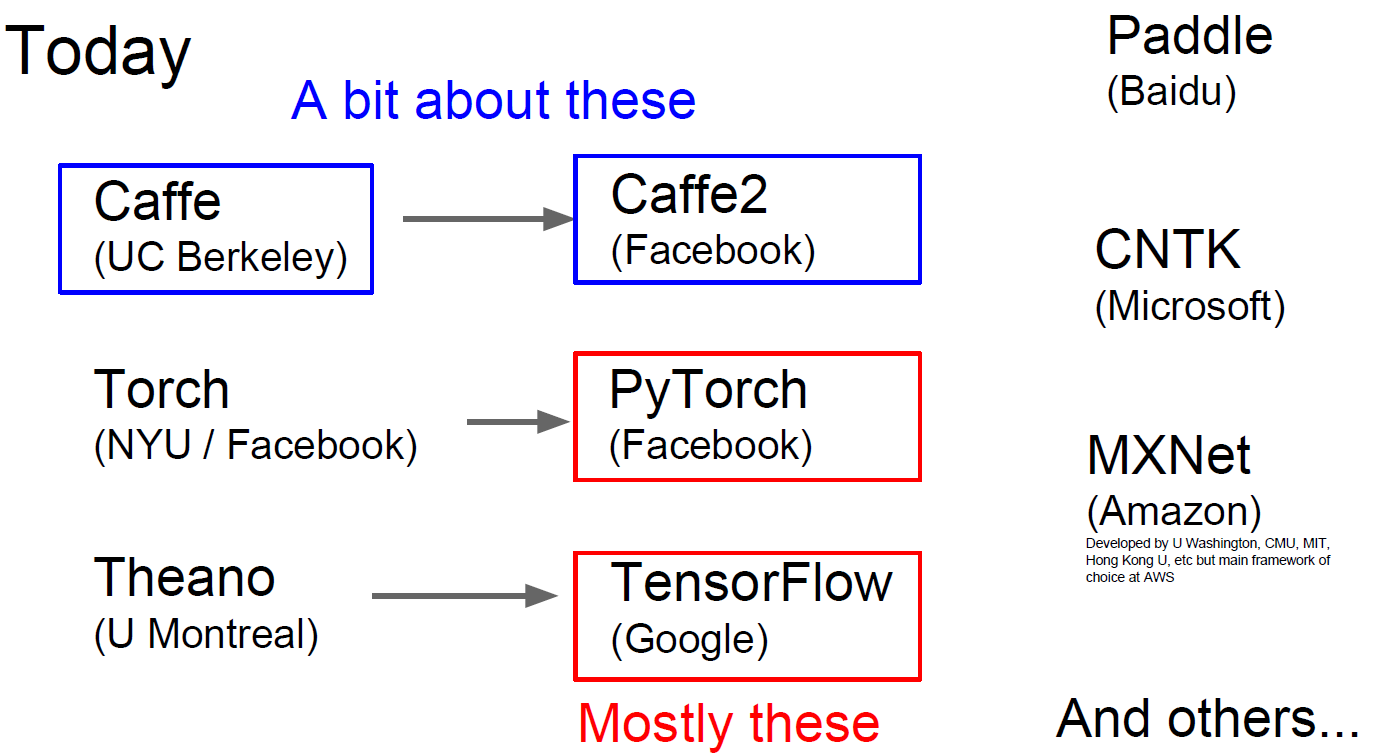 Today
A bit about these
Caffe
(UC Berkeley)
Caffe2
(Facebook)
Torch
(NYU / Facebook)
PyTorch
(Facebook)
Theano
(U Montreal)
TensorFlow
(Google)
Mostly these
Paddle
(Baidu)
CNTK
(Microsoft)
MXNet
(Amazon)
Developed by U Washington, CMU, MIT,
Hong Kong U, etc but main framework of
choice at AWS
And others...